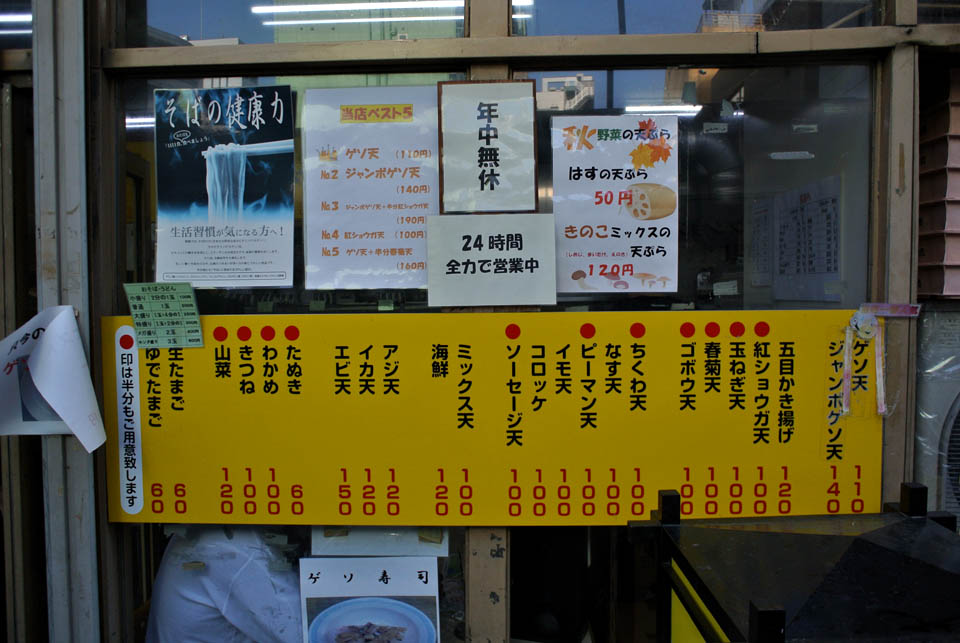 そばの健康力
生活習慣が気になる方へ!
当店ベスト5
ゲソ天 (110円)
No.2 ジャンボゲソ天
(140円)
No.3 ジャンボゲソ天+半分紅ショウガ天
(190円)
No.4 紅ショウガ天 (100円)
No.5 ゲソ天+半分春菊天
(160円)
年中無休
24時間
全力で営業中
秋野菜の天ぷら
はすの天ぷら
50円
きのこミックスの
天ぷら
120円
おそば・うどん
ゲソ天 110
ジャンボゲソ天 140
五目かき揚げ 120
●紅ショウガ天 100
●玉ねぎ天 100
●春菊天 100
●ゴボウ天 100
●ちくわ天 100
なす天 100
●ピーマン天 100
イモ天 100
コロッケ 100
●ソーセージ天 100
ミックス天 100
海鮮 120
アジ天 120
イカ天 120
エビ天 150
●たぬき 60
●わかめ 100
●きつね 100
●山菜 120
生たまご 60
ゆでたまご 60
●印は半分もご用意致します
ゲソ寿司